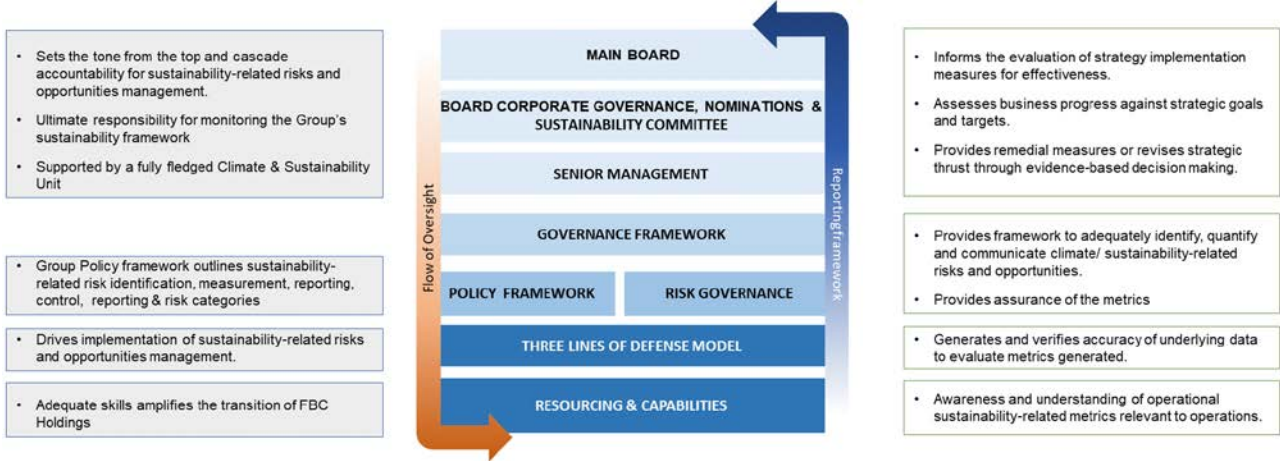 • Sets the tone from the top and cascade
accountability for sustainability-related risks and
opportunities management.
• Ultimate responsibility for monitoring the Group's
sustainability framework
• Supported by a fully fledged Climate & Sustainability
Unit
• Group Policy framework outlines sustainability-
related risk identification, measurement, reporting,
control, reporting & risk categories
• Drives implementation of sustainability-related risks
and opportunities management.
• Adequate skills amplifies the transition of FBC
Holdings
Flow of Oversight
MAIN BOARD
BOARD CORPORATE GOVERNANCE, NOMINATIONS &
SUSTAINABILITY COMMITTEE
SENIOR MANAGEMENT
GOVERNANCE FRAMEWORK
POLICY FRAMEWORK
RISK GOVERNANCE
THREE LINES OF DEFENSE MODEL
RESOURCING & CAPABILITIES
Reporting framework
• Informs the evaluation of strategy implementation
measures for effectiveness.
• Assesses business progress against strategic goals
and targets.
• Provides remedial measures or revises strategic
thrust through evidence-based decision making.
• Provides framework to adequately identify, quantify
and communicate climate/ sustainability-related
risks and opportunities.
• Provides assurance of the metrics
• Generates and verifies accuracy of underlying data
to evaluate metrics generated.
• Awareness and understanding of operational
sustainability-related metrics relevant to operations.